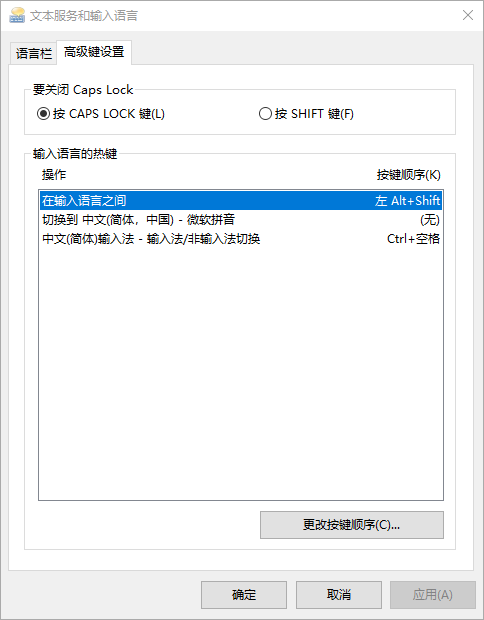 文本服务和输入语言
语言栏 高级键设置
要关闭 Caps Lock
按 CAPS LOCK 键(L) 按 SHIFT 键(F)
输入语言的热键
操作 按键顺序(K)
在输入语言之间 左 Alt+Shift
切换到 中文(简体，中国) - 微软拼音 (无)
中文(简体)输入法 - 输入法/非输入法切换 Ctrl+空格
更改按键顺序(C)...
确定 取消 应用(A)